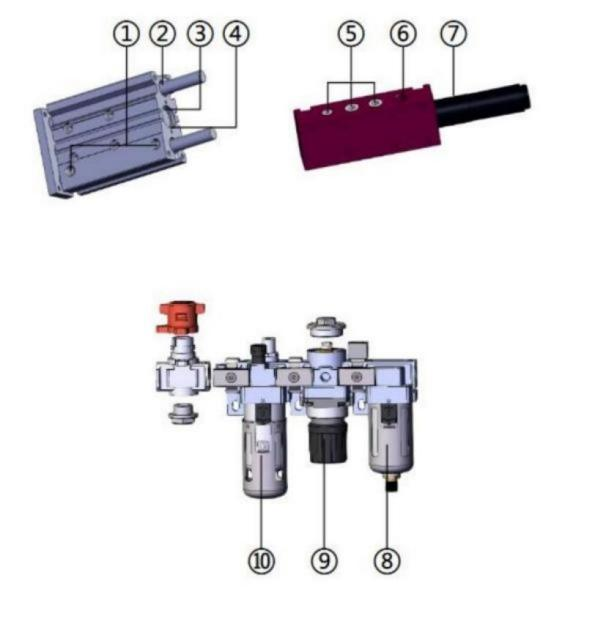 ① ② ③ ④ ⑤ ⑥ ⑦
⑩ ⑨ ⑧